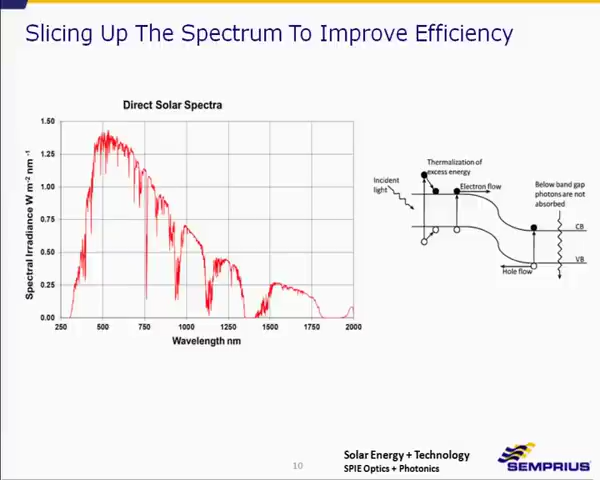 Slicing Up The Spectrum To Improve Efficiency
Direct Solar Spectra
Spectral Irradiance W m⁻² nm⁻¹
1.50
1.25
1.00
0.75
0.50
0.25
0.00
250
500
750
1000
1250
1500
1750
2000
Wavelength nm
Thermalization of
excess energy
Incident
light
Electron flow
Below band gap
photons are not
absorbed
CB
VB
Hole flow
10
Solar Energy + Technology
SPIE Optics + Photonics
SEMPRIUS